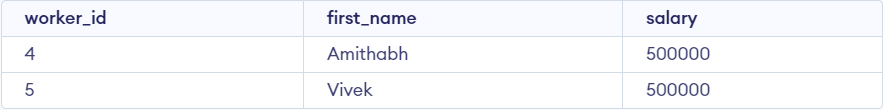 worker_id first_name salary
4 Amithabh 500000
5 Vivek 500000